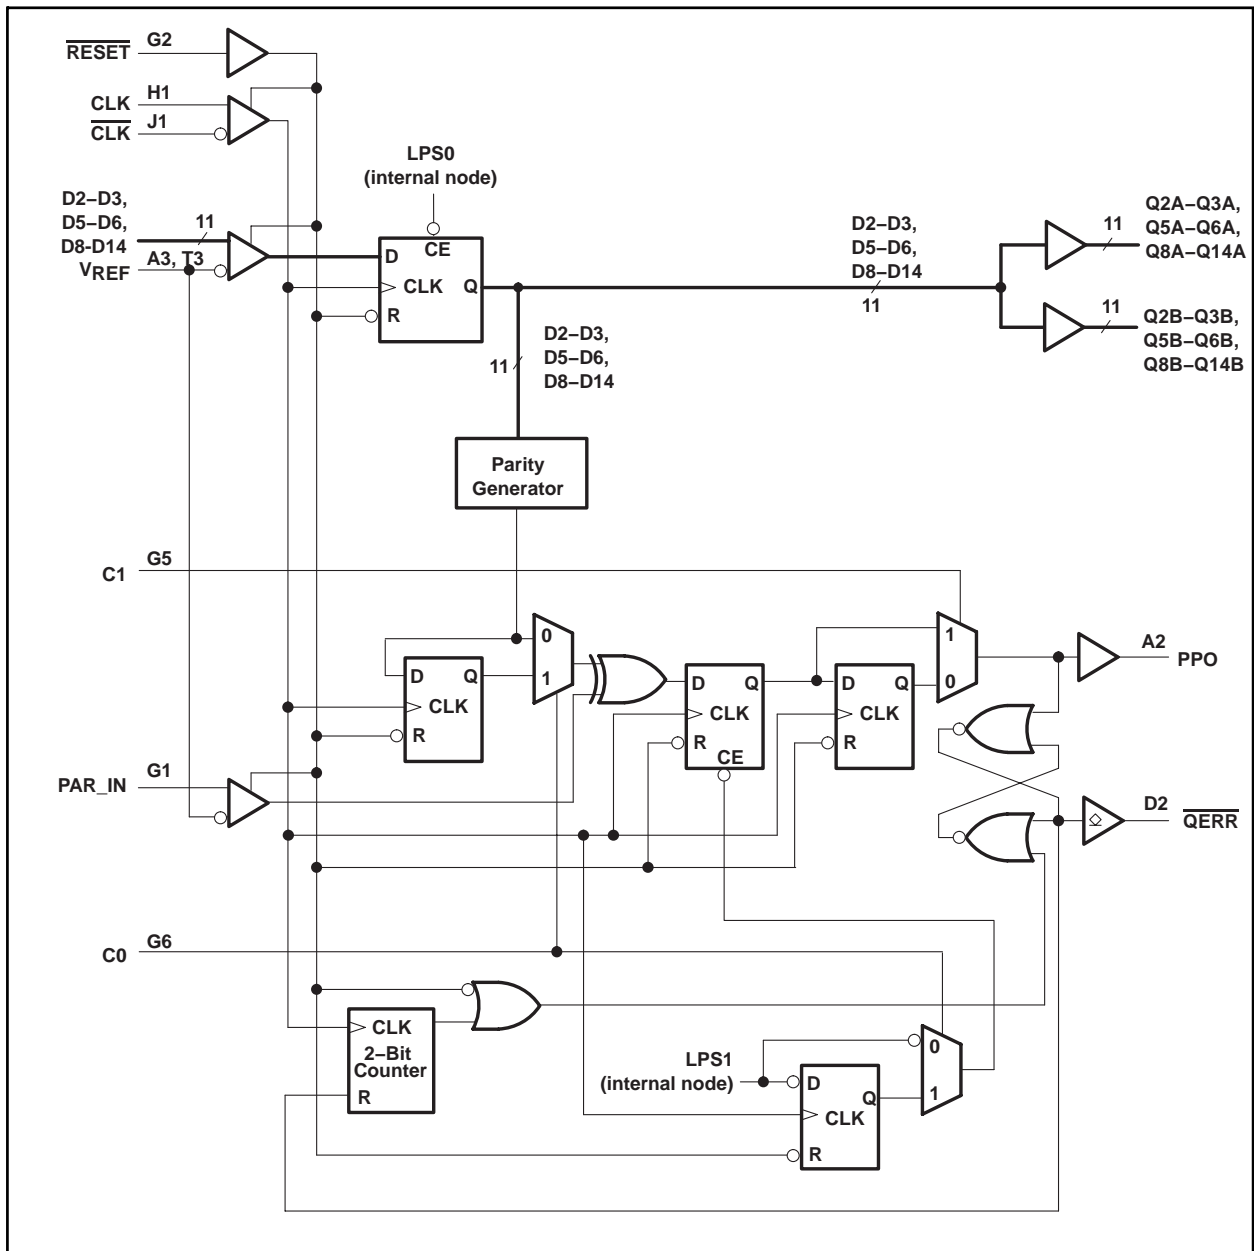 RESET G2
CLK H1
CLK J1
LPS0
(internal node)
D2–D3,
D5–D6,
D8-D14
11
VREF A3, T3
D CE
CLK Q
R
D2–D3,
D5–D6,
D8–D14
11
11
Q2A–Q3A,
Q5A–Q6A,
Q8A–Q14A
11
Q2B–Q3B,
Q5B–Q6B,
Q8B–Q14B
11
D2–D3,
D5–D6,
D8–D14
Parity
Generator
C1 G5
0
1
D Q
CLK
R
D Q
CLK
R
CE
D Q
CLK
R
1
0
A2
PPO
PAR_IN G1
D2
QERR
C0 G6
CLK
2–Bit
Counter
R
LPS1
(internal node)
D
Q
CLK
R
0
1